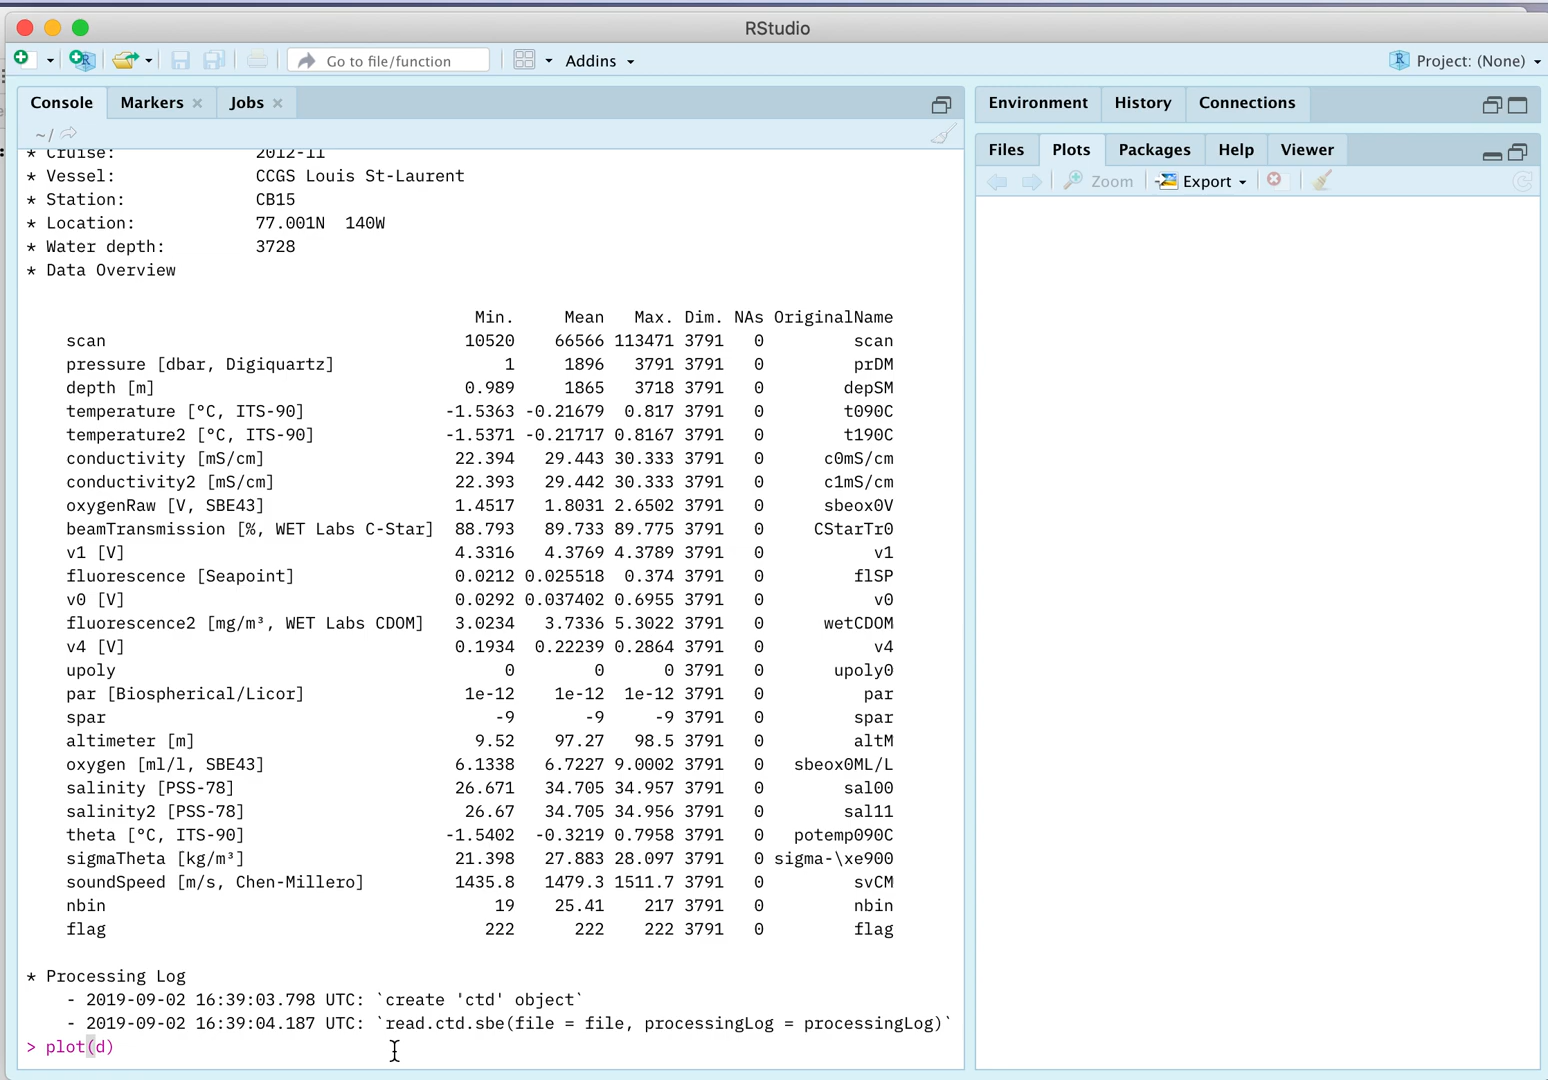 RStudio
Go to file/function
Addins
Project: (None)
Console Markers Jobs
Environment History Connections
~/
Files Plots Packages Help Viewer
Zoom Export
* Cruise: 2012-11
* Vessel: CCGS Louis St-Laurent
* Station: CB15
* Location: 77.001N 140W
* Water depth: 3728
* Data Overview
Min. Mean Max. Dim. NAs OriginalName
scan 10520 66566 113471 3791 0 scan
pressure [dbar, Digiquartz] 1 1896 3791 3791 0 prDM
depth [m] 0.989 1865 3718 3791 0 depSM
temperature [°C, ITS-90] -1.5363 -0.21679 0.817 3791 0 t090C
temperature2 [°C, ITS-90] -1.5371 -0.21717 0.8167 3791 0 t190C
conductivity [mS/cm] 22.394 29.443 30.333 3791 0 c0mS/cm
conductivity2 [mS/cm] 22.393 29.442 30.333 3791 0 c1mS/cm
oxygenRaw [V, SBE43] 1.4517 1.8031 2.6502 3791 0 sbeox0V
beamTransmission [%, WET Labs C-Star] 88.793 89.733 89.775 3791 0 CStarTr0
v1 [V] 4.3316 4.3769 4.3789 3791 0 v1
fluorescence [Seapoint] 0.0212 0.025518 0.374 3791 0 flSP
v0 [V] 0.0292 0.037402 0.6955 3791 0 v0
fluorescence2 [mg/m³, WET Labs CDOM] 3.0234 3.7336 5.3022 3791 0 wetCDOM
v4 [V] 0.1934 0.22239 0.2864 3791 0 v4
upoly 0 0 0 3791 0 upoly0
par [Biospherical/Licor] 1e-12 1e-12 1e-12 3791 0 par
spar -9 -9 -9 3791 0 spar
altimeter [m] 9.52 97.27 98.5 3791 0 altM
oxygen [ml/l, SBE43] 6.1338 6.7227 9.0002 3791 0 sbeox0ML/L
salinity [PSS-78] 26.671 34.705 34.957 3791 0 sal00
salinity2 [PSS-78] 26.67 34.705 34.956 3791 0 sal11
theta [°C, ITS-90] -1.5402 -0.3219 0.7958 3791 0 potemp090C
sigmaTheta [kg/m³] 21.398 27.883 28.097 3791 0 sigma-\xe900
soundSpeed [m/s, Chen-Millero] 1435.8 1479.3 1511.7 3791 0 svCM
nbin 19 25.41 217 3791 0 nbin
flag 222 222 222 3791 0 flag
* Processing Log
- 2019-09-02 16:39:03.798 UTC: `create 'ctd' object`
- 2019-09-02 16:39:04.187 UTC: `read.ctd.sbe(file = file, processingLog = processingLog)`
> plot(d)